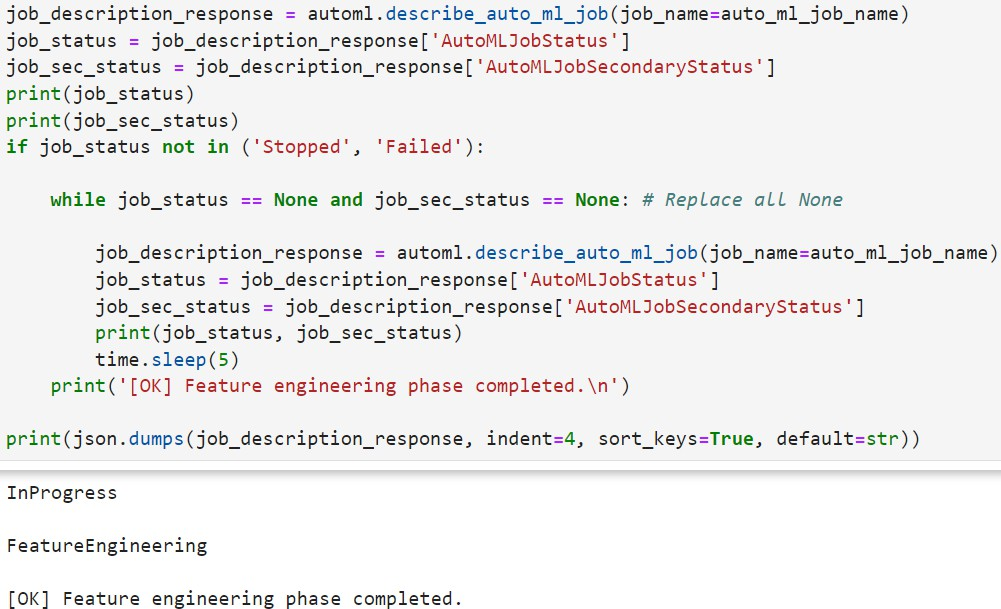 job_description_response = automl.describe_auto_ml_job(job_name=auto_ml_job_name)
job_status = job_description_response['AutoMLJobStatus']
job_sec_status = job_description_response['AutoMLJobSecondaryStatus']
print(job_status)
print(job_sec_status)
if job_status not in ('Stopped', 'Failed'):
    while job_status == None and job_sec_status == None: # Replace all None
        job_description_response = automl.describe_auto_ml_job(job_name=auto_ml_job_name)
        job_status = job_description_response['AutoMLJobStatus']
        job_sec_status = job_description_response['AutoMLJobSecondaryStatus']
        print(job_status, job_sec_status)
        time.sleep(5)
    print('[OK] Feature engineering phase completed.\n')
print(json.dumps(job_description_response, indent=4, sort_keys=True, default=str))
InProgress
FeatureEngineering
[OK] Feature engineering phase completed.